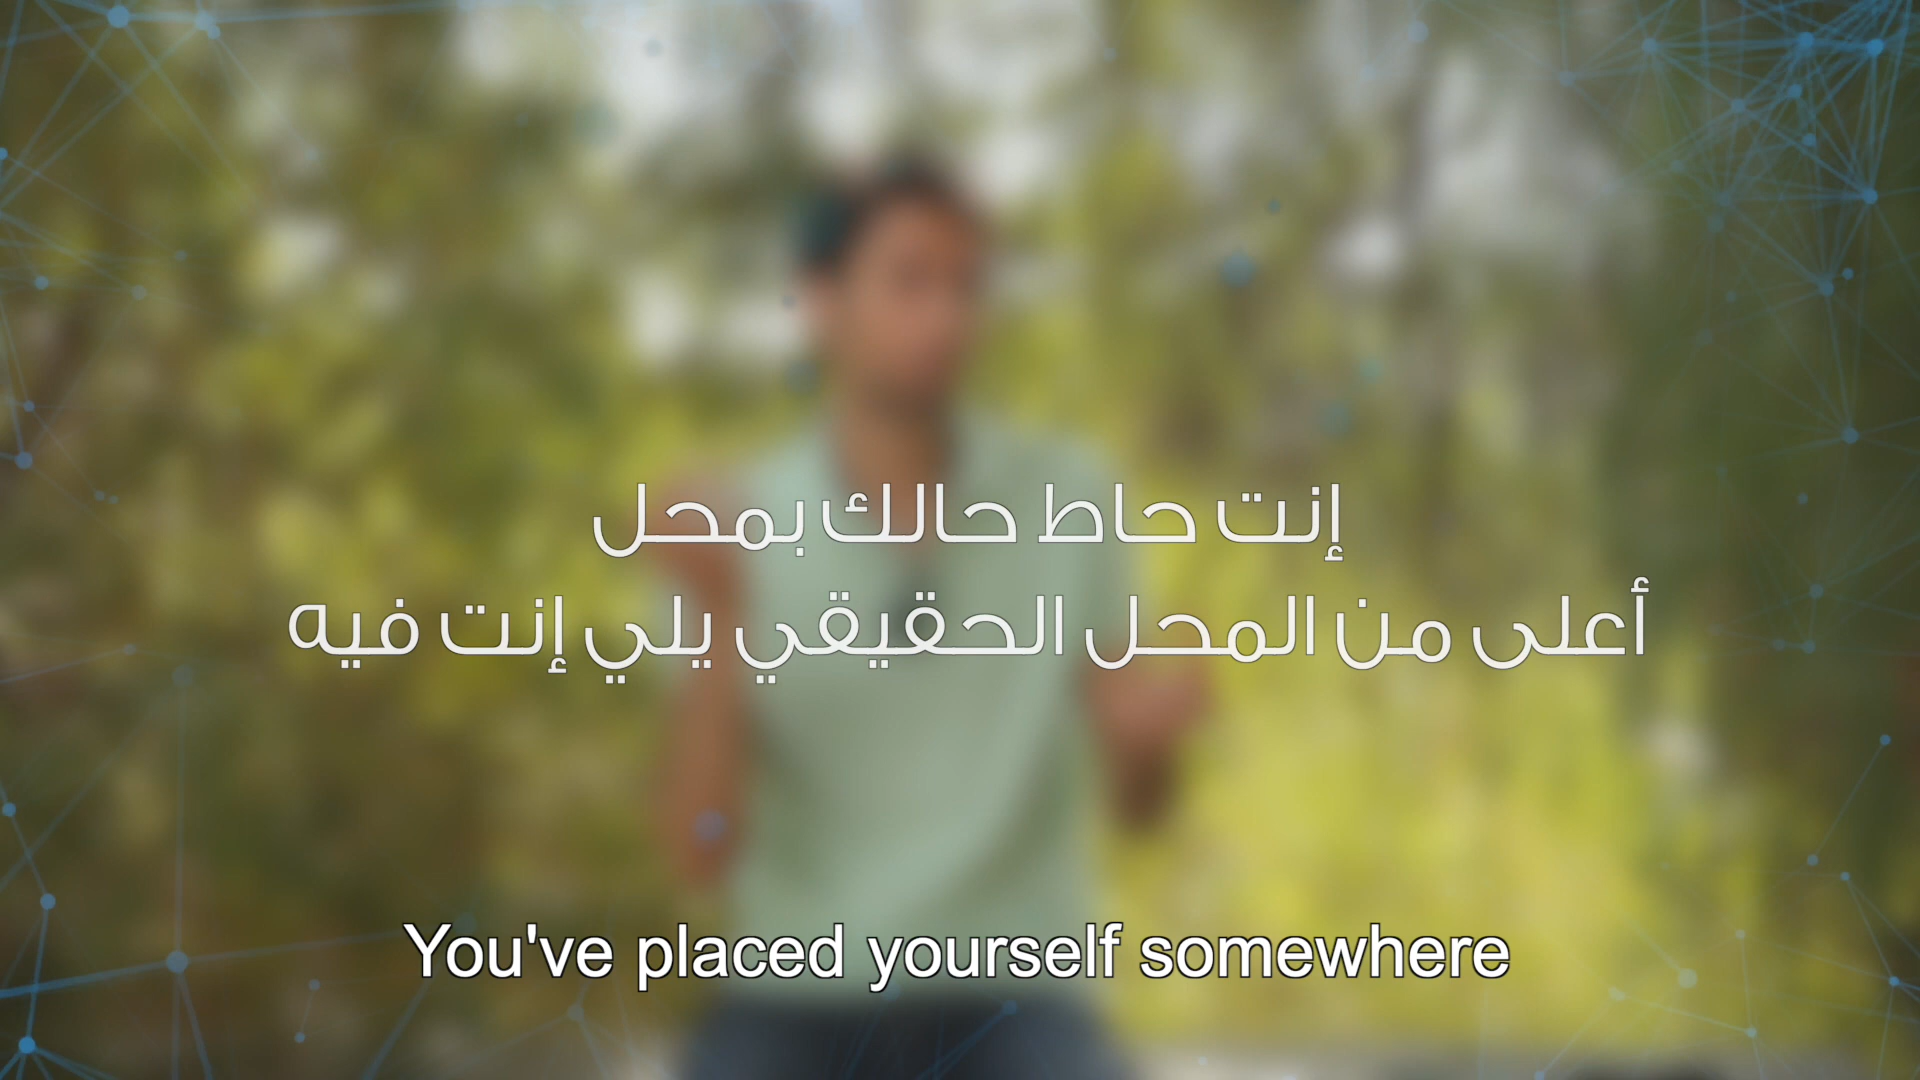 إنت حاط حالك بمحل
أعلى من المحل الحقيقي يلي إنت فيه
You've placed yourself somewhere